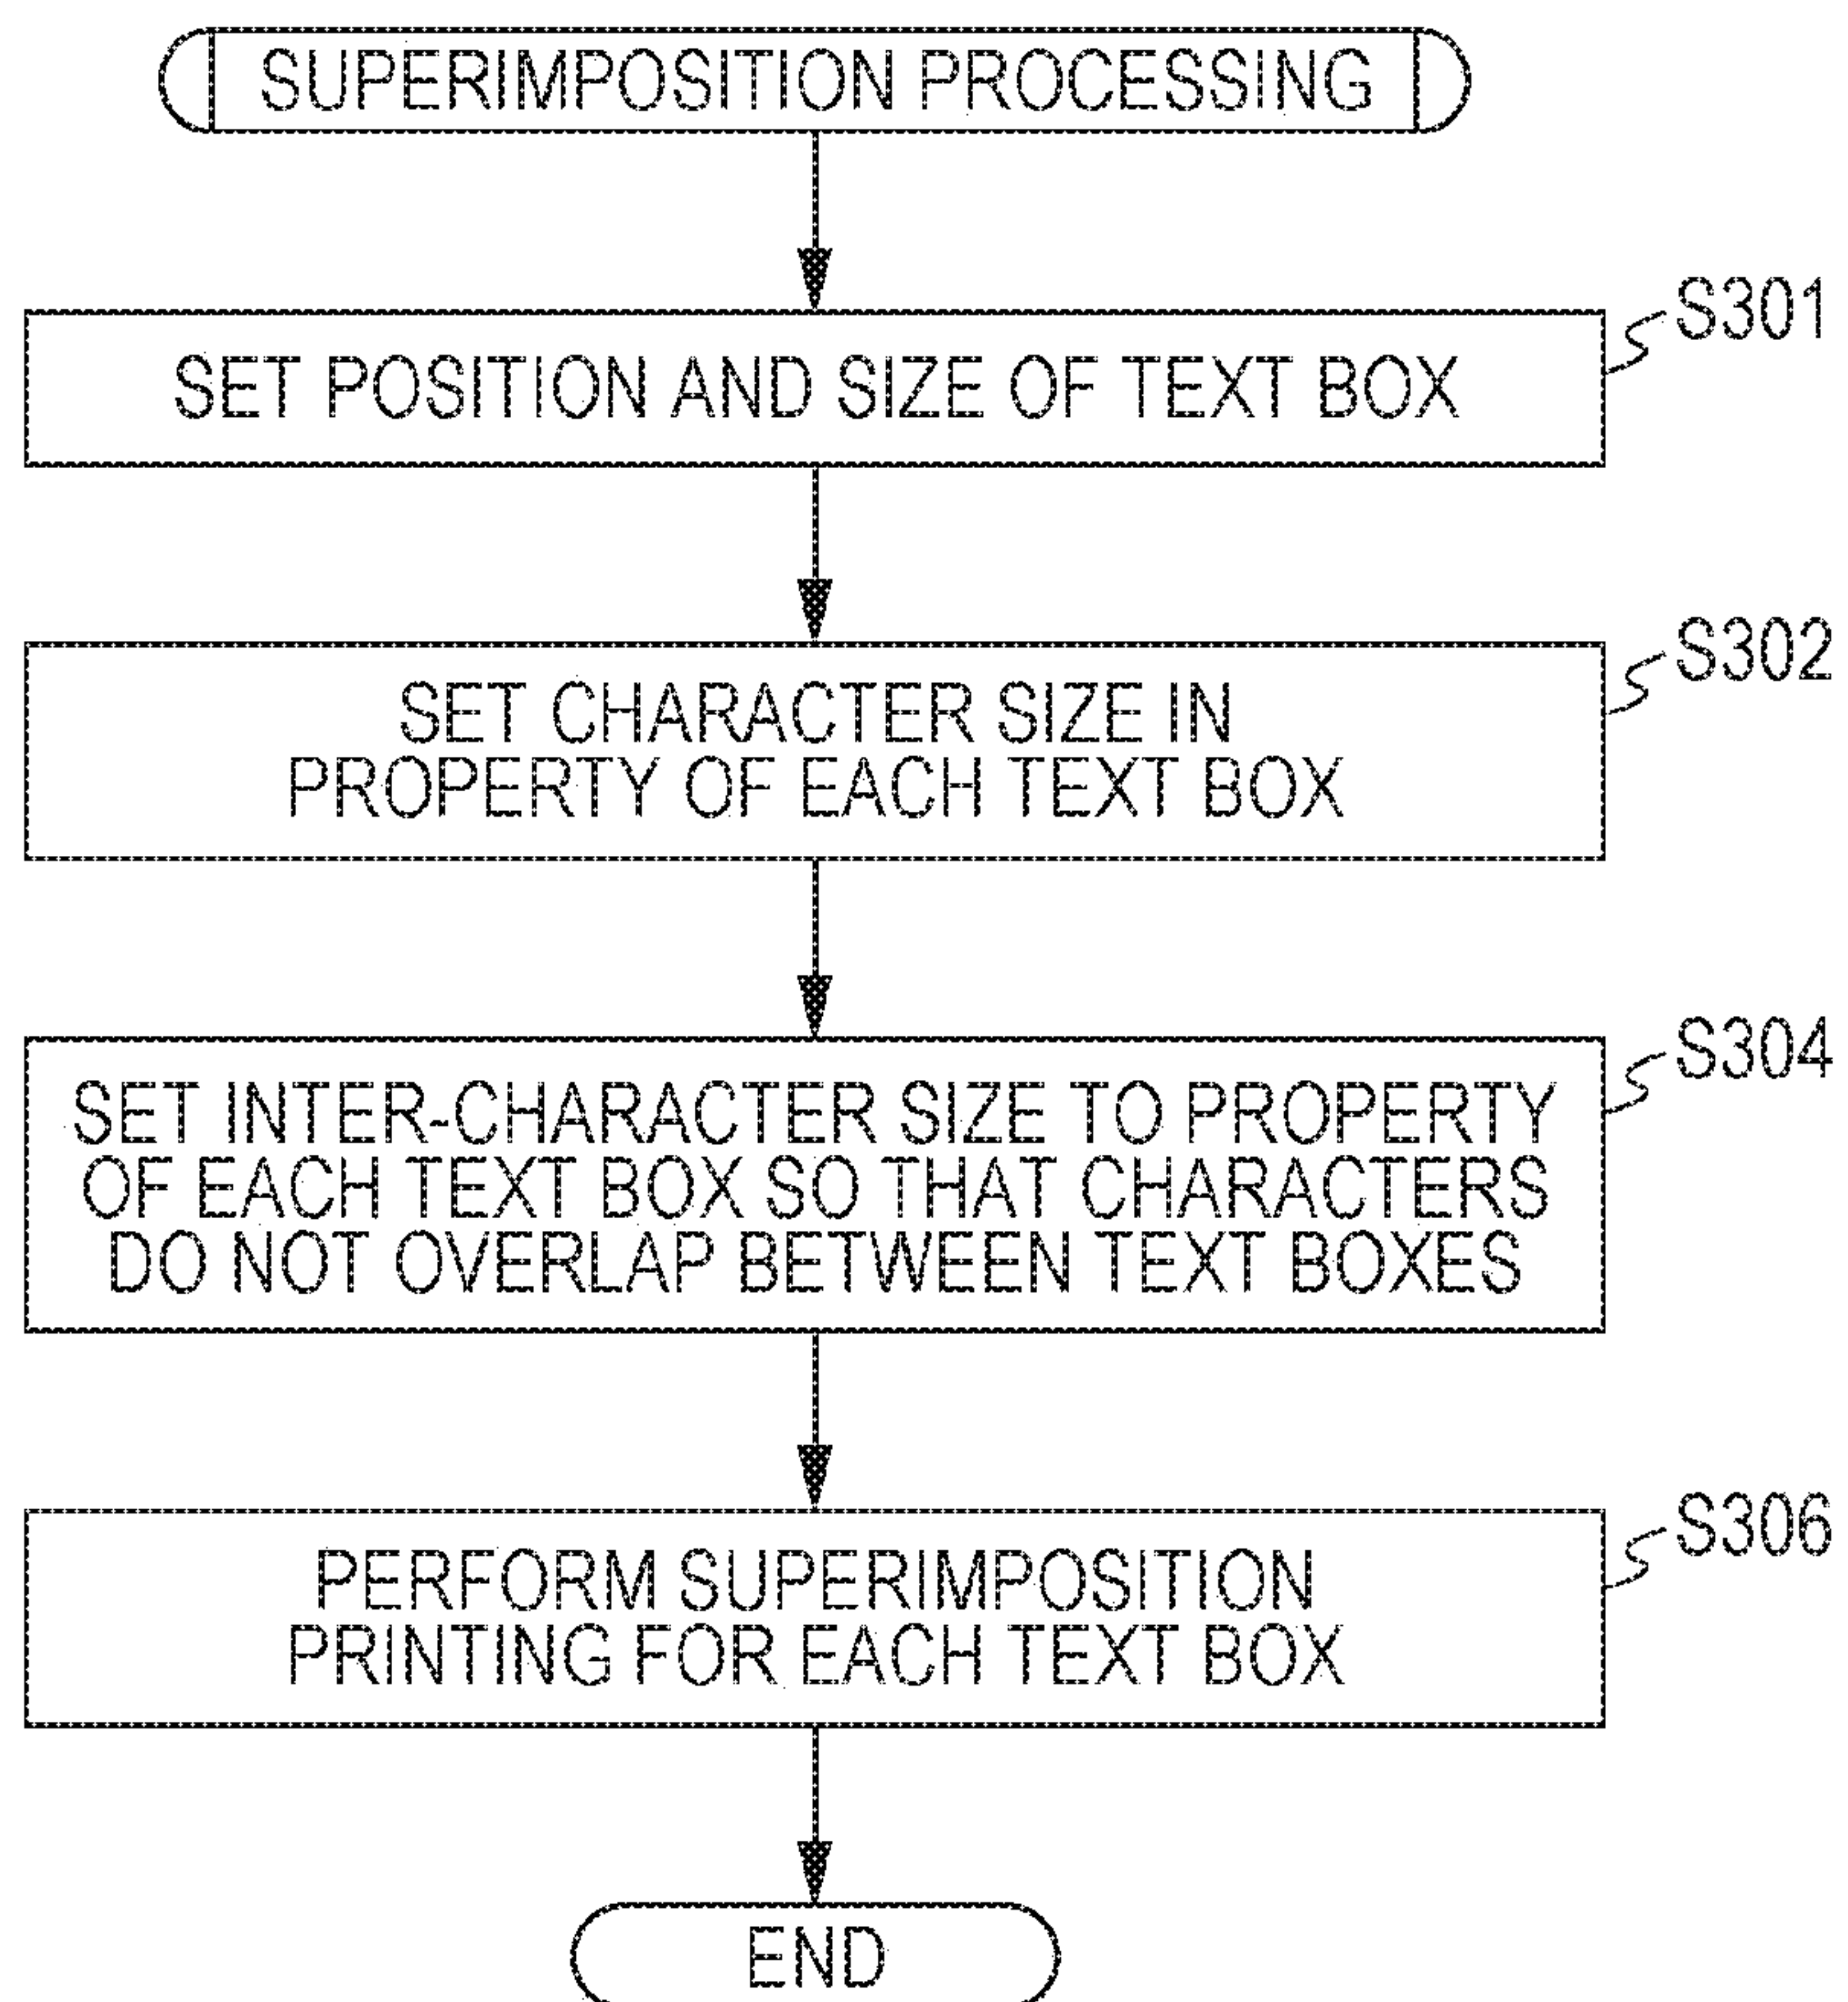 SUPERIMPOSITION PROCESSING
S301
SET POSITION AND SIZE OF TEXT BOX
S302
SET CHARACTER SIZE IN
PROPERTY OF EACH TEXT BOX
S304
SET INTER-CHARACTER SIZE TO PROPERTY
OF EACH TEXT BOX SO THAT CHARACTERS
DO NOT OVERLAP BETWEEN TEXT BOXES
S306
PERFORM SUPERIMPOSITION
PRINTING FOR EACH TEXT BOX
END